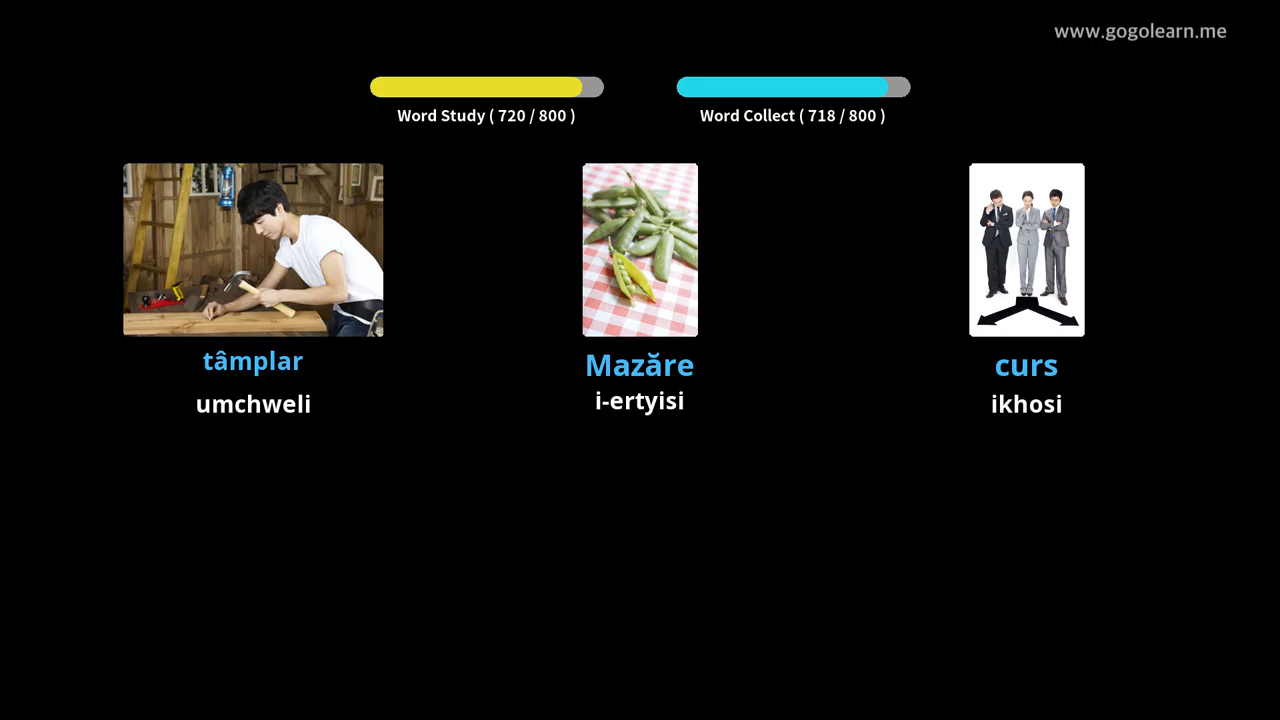 www.gogolearn.me
Word Study ( 720 / 800 )
Word Collect ( 718 / 800 )
tâmplar
umchweli
Mazăre
i-ertyisi
curs
ikhosi